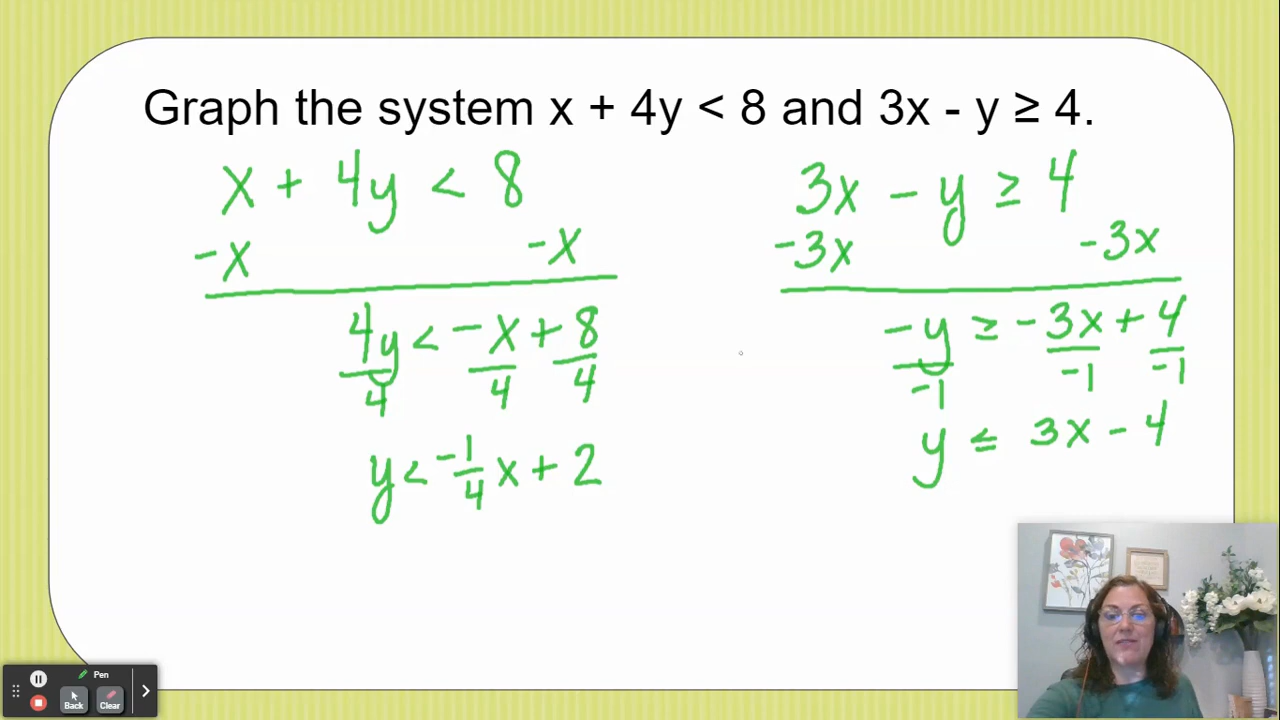 Graph the system x + 4y < 8 and 3x - y ≥ 4.
x + 4y < 8
-x -x
4y < -x + 8
4 4 4
y < -1/4 x + 2
3x - y ≥ 4
-3x -3x
-y ≥ -3x + 4
-1 -1 -1
y ≤ 3x - 4
Pen
Back Clear